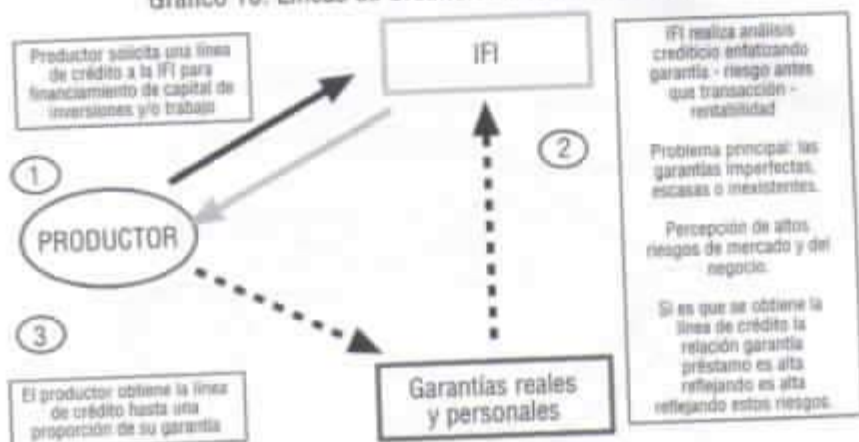 Gráfico 10. Líneas de
Productor solicita una línea
de crédito a la IFI para
financiamiento de capital de
inversiones y/o trabajo
IFI
IFI realiza análisis
crediticio enfatizando
garantía - riesgo antes
que transacción -
rentabilidad
Problema principal: las
garantías imperfectas,
escasas o inexistentes.
Percepción de altos
riesgos de mercado y del
negocio.
Si es que se obtiene la
línea de crédito la
relación garantía
préstamo es alta
reflejando es alta
reflejando estos riesgos.
1
2
PRODUCTOR
3
El productor obtiene la línea
de crédito hasta una
proporción de su garantía
Garantías reales
y personales